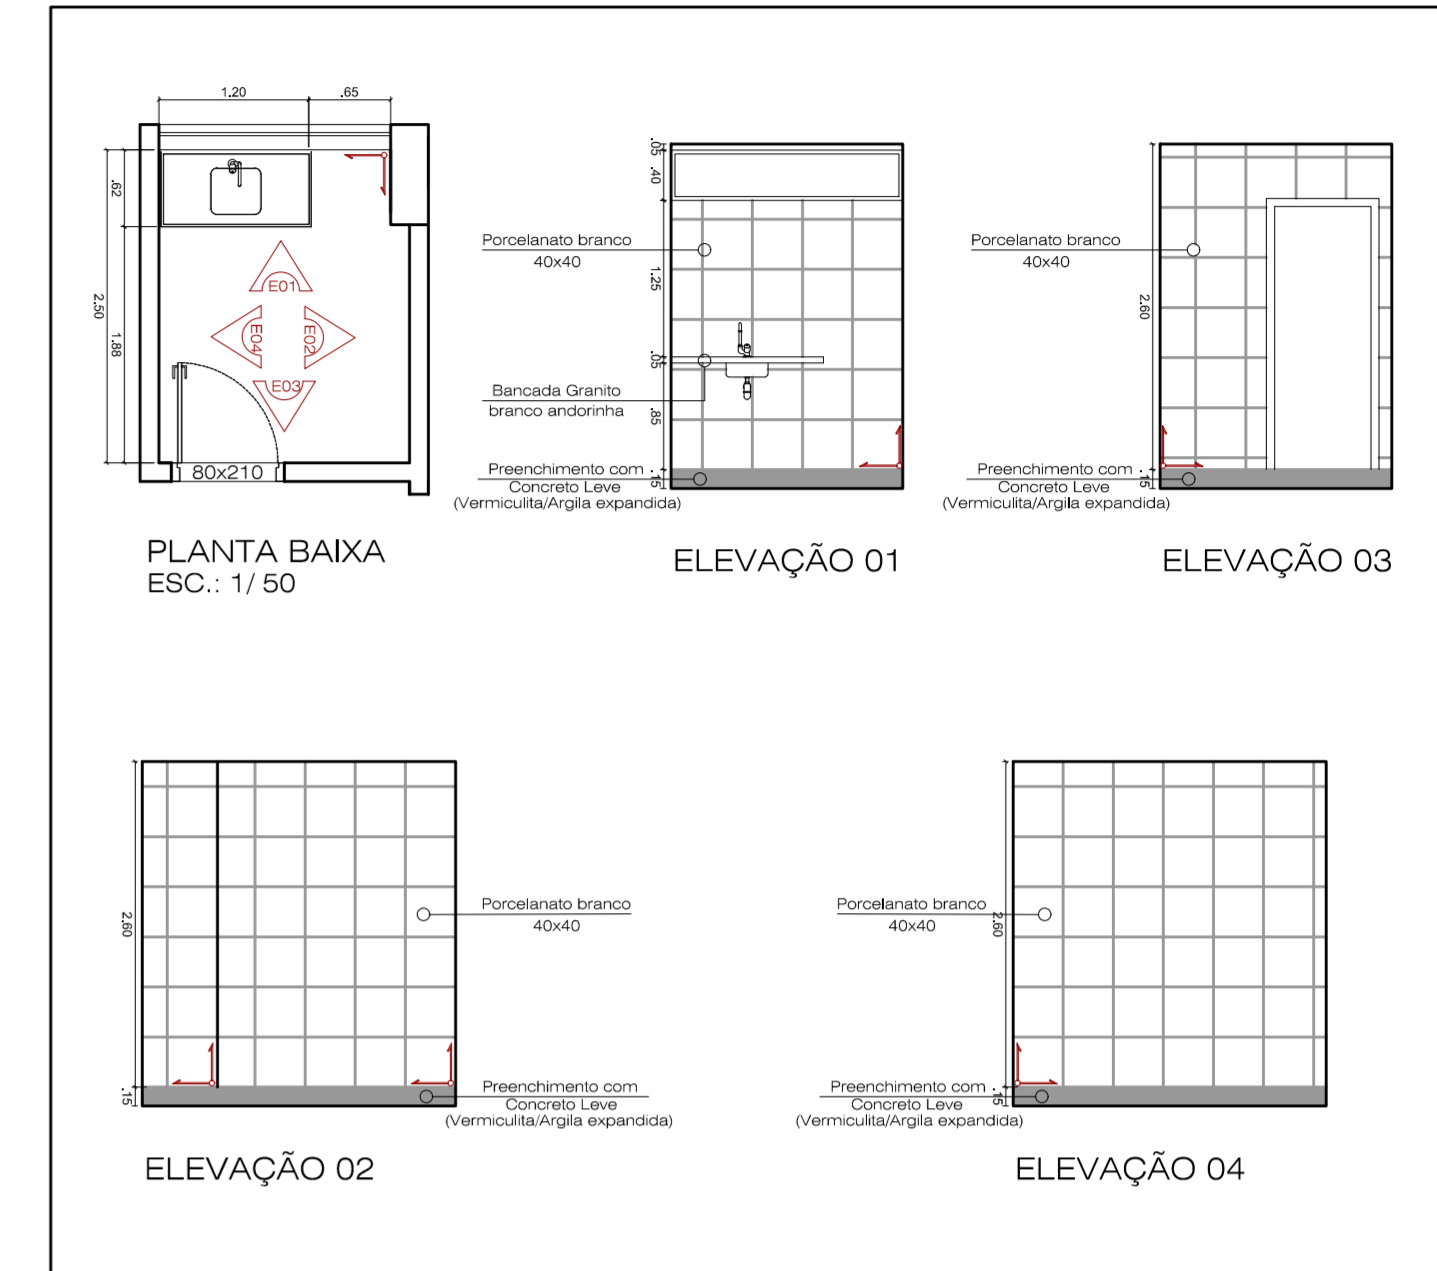 1.20
.65
.62
2.50
1.88
E01
E04
E02
E03
80x210
PLANTA BAIXA
ESC.: 1/ 50
.05
.40
Porcelanato branco
40x40
1.25
.05
Bancada Granito
branco andorinha
.85
Preenchimento com
.15
Concreto Leve
(Vermiculita/Argila expandida)
ELEVAÇÃO 01
Porcelanato branco
40x40
2.60
Preenchimento com
.15
Concreto Leve
(Vermiculita/Argila expandida)
ELEVAÇÃO 03
2.60
Porcelanato branco
40x40
.15
Preenchimento com
Concreto Leve
(Vermiculita/Argila expandida)
ELEVAÇÃO 02
Porcelanato branco
40x40
2.60
Preenchimento com
.15
Concreto Leve
(Vermiculita/Argila expandida)
ELEVAÇÃO 04